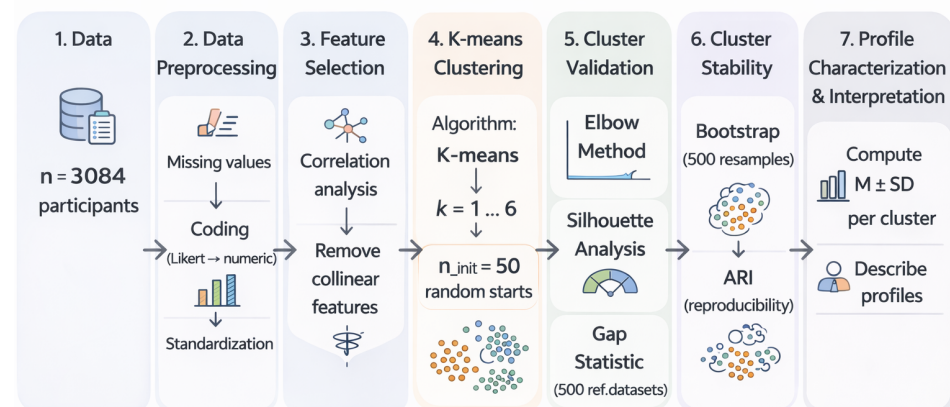 1. Data
n = 3084
participants
2. Data
Preprocessing
Missing values
Coding
(Likert → numeric)
Standardization
3. Feature
Selection
Correlation
analysis
Remove
collinear
features
4. K-means
Clustering
Algorithm:
K-means
k = 1 ... 6
n_init = 50
random starts
5. Cluster
Validation
Elbow
Method
Silhouette
Analysis
Gap
Statistic
(500 ref.datasets)
6. Cluster
Stability
Bootstrap
(500 resamples)
ARI
(reproducibility)
7. Profile
Characterization
& Interpretation
Compute
M ± SD
per cluster
Describe
profiles